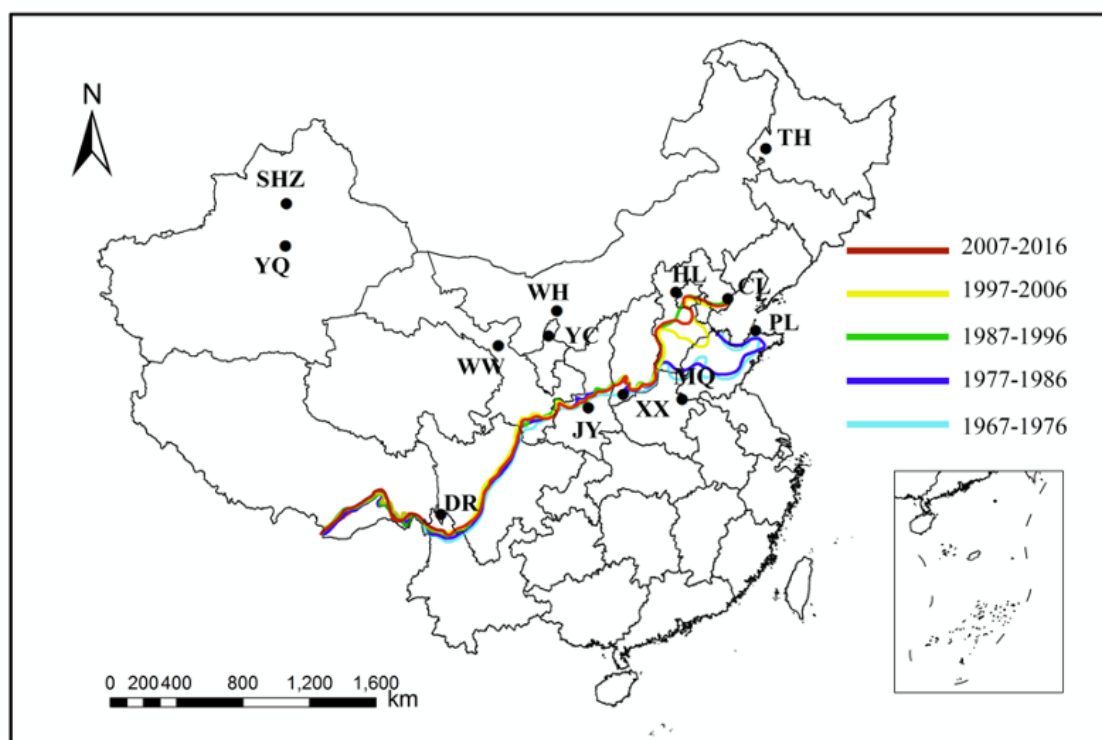 N
TH
SHZ
YQ
2007-2016
HL
CL
1997-2006
WH
PL
YC
1987-1996
WW
MQ
1977-1986
XX
JY
1967-1976
DR
0 200 400 800 1,200 1,600
km